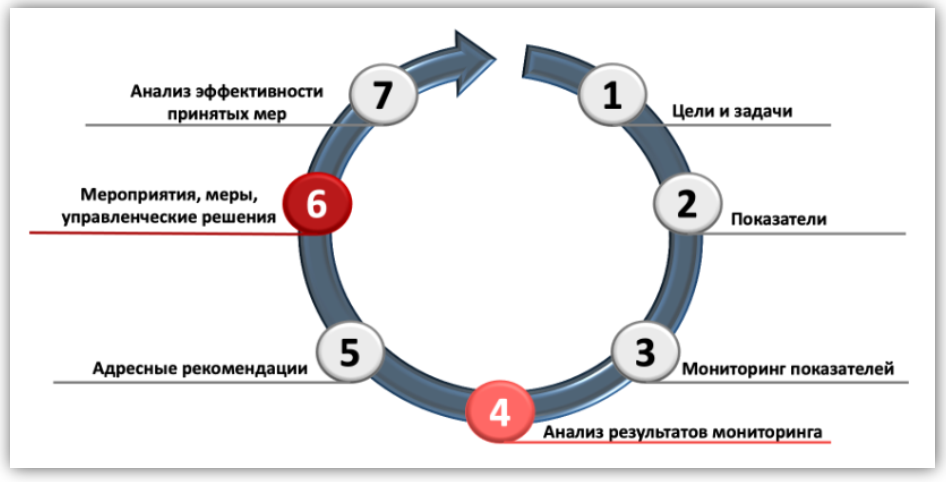 1
Цели и задачи
2
Показатели
3
Мониторинг показателей
4
Анализ результатов мониторинга
5
Адресные рекомендации
6
Мероприятия, меры,
управленческие решения
7
Анализ эффективности
принятых мер